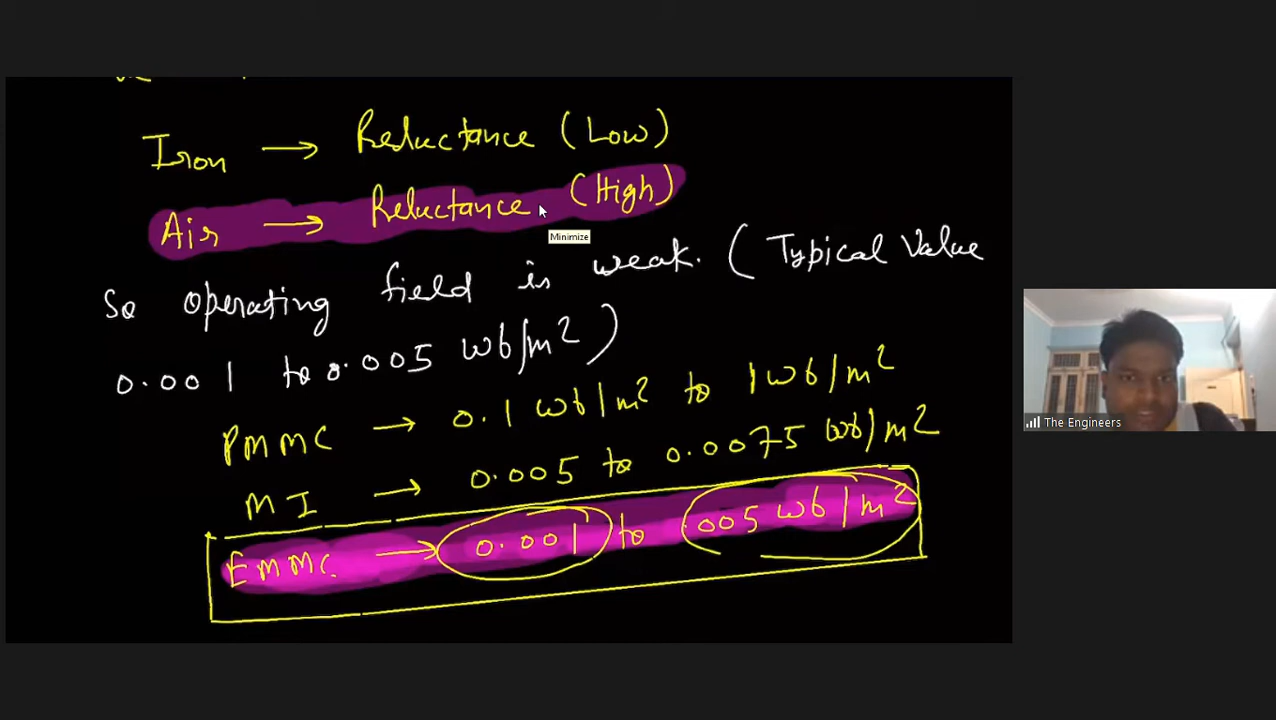 Iron → Reluctance (Low)
Air → Reluctance (High)
Minimize
So operating field is weak. (Typical Value
0.001 to 0.005 wb/m²)
PMMC → 0.1 wb/m² to 1wb/m²
MI → 0.005 to 0.0075 wb/m²
EMMC. → 0.001 to .005 wb/m²
The Engineers